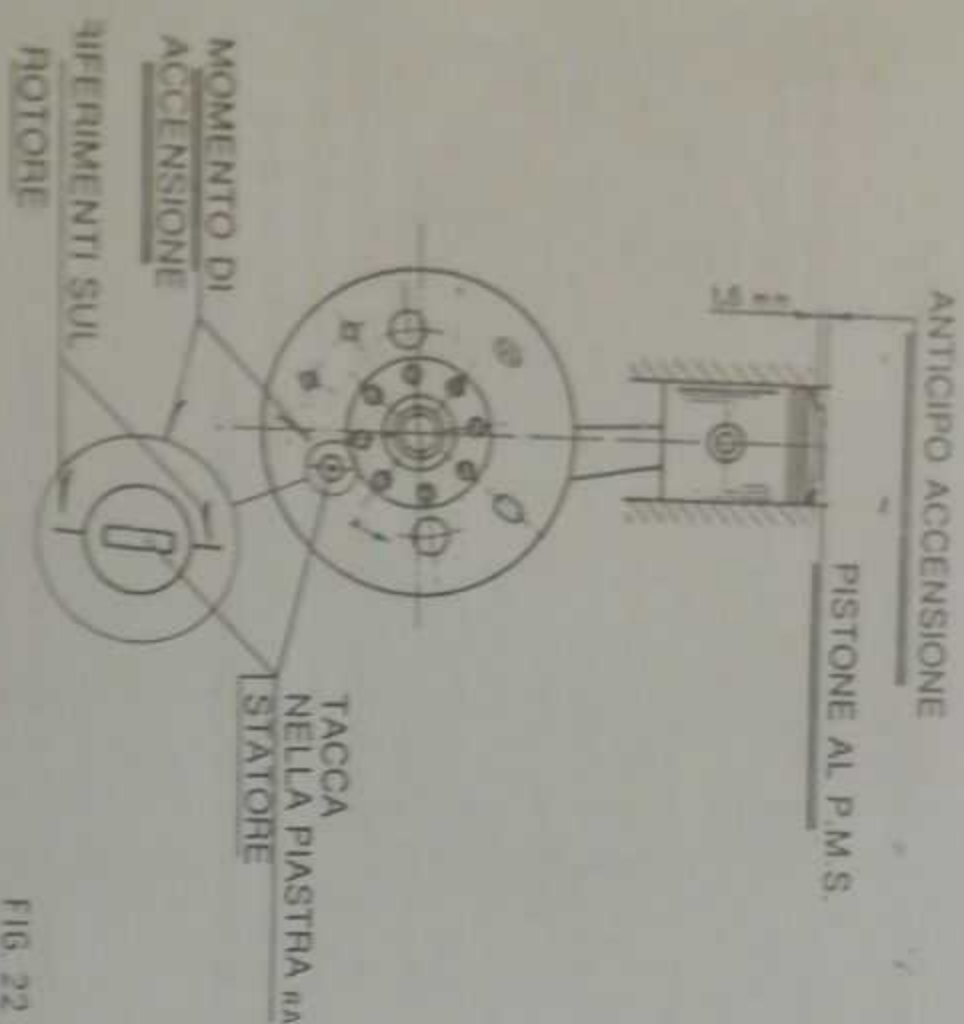 ANTICIPO ACCENSIONE
PISTONE AL P.M.S.
MOMENTO DI
ACCENSIONE
RIFERIMENTI SUL
ROTORE
TACCA
NELLA PIASTRA
STATORE
FIG. 22